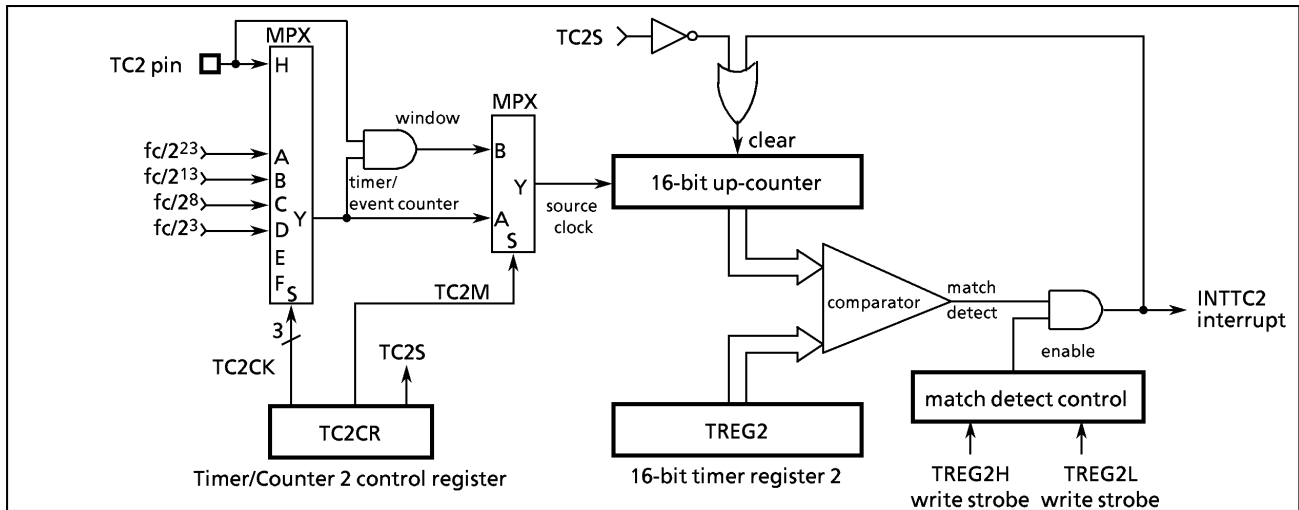 MPX
TC2 pin
H
fc/2²³
A
fc/2¹³
B
fc/2⁸
C
fc/2³
D
E
F
S
Y
window
timer/
event counter
MPX
B
Y
A
S
source
clock
TC2M
3
TC2CK
TC2S
TC2CR
Timer/Counter 2 control register
TC2S
clear
16-bit up-counter
comparator
match
detect
enable
INTTC2
interrupt
match detect control
TREG2
16-bit timer register 2
TREG2H
write strobe
TREG2L
write strobe